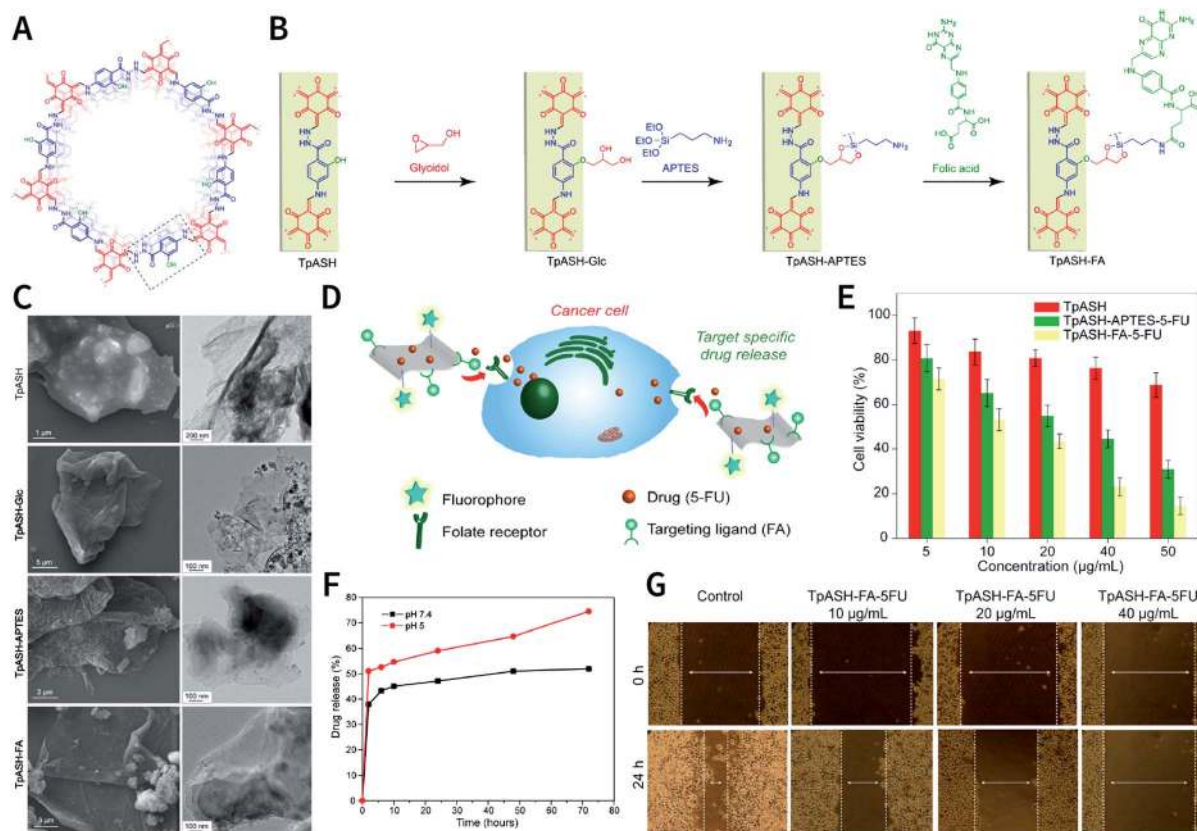 A
B
HO
Glycidol
EtO
EtO
EtO
Si
NH2
APTES
Folic acid
TpASH
TpASH-Glc
TpASH-APTES
TpASH-FA
C
TpASH
1 µm
200 nm
TpASH-Glc
5 µm
100 nm
TpASH-APTES
100 nm
TpASH-FA
100 nm
D
Cancer cell
Target specific
drug release
Fluorophore
Drug (5-FU)
Folate receptor
Targeting ligand (FA)
E
TpASH
TpASH-APTES-5-FU
TpASH-FA-5-FU
Cell viability (%)
100
80
60
40
20
0
5 10 20 40 50
Concentration (µg/mL)
F
pH 7.4
pH 5
Drug release (%)
80
70
60
50
40
30
20
10
0
0 10 20 30 40 50 60 70 80
Time (hours)
G
Control
TpASH-FA-5FU
10 µg/mL
TpASH-FA-5FU
20 µg/mL
TpASH-FA-5FU
40 µg/mL
0 h
24 h